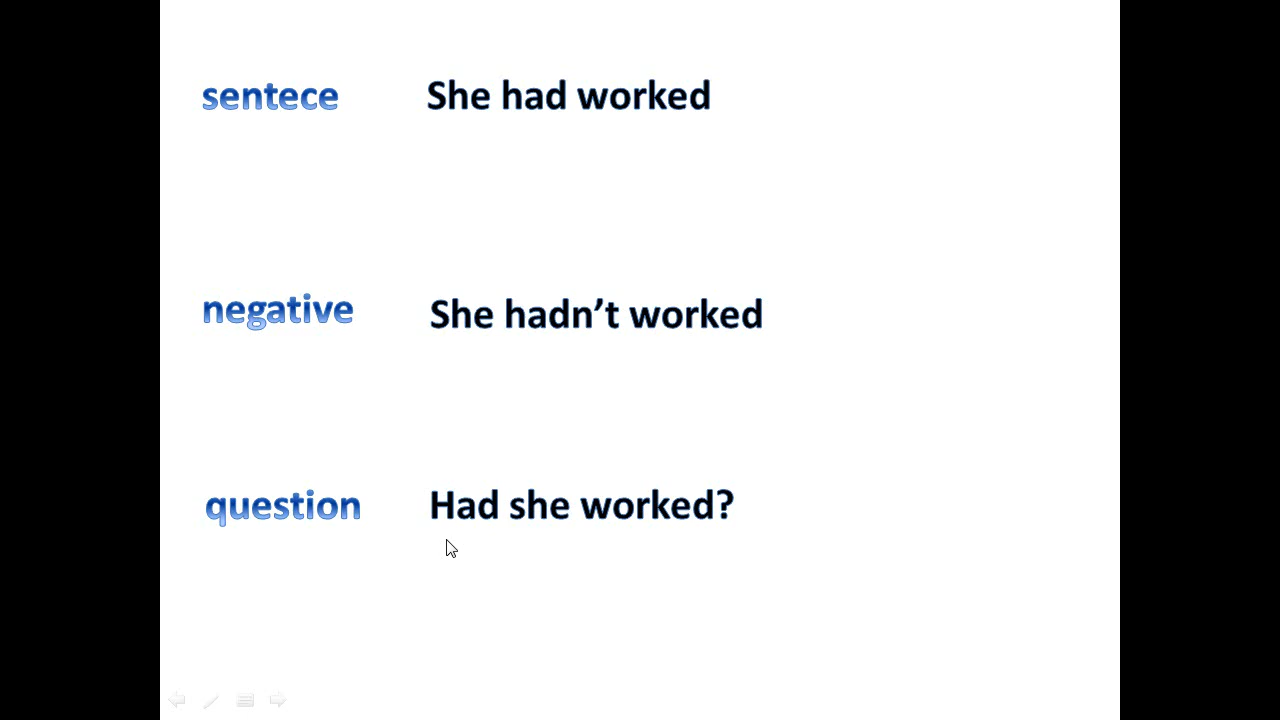 sentece She had worked
negative She hadn’t worked
question Had she worked?